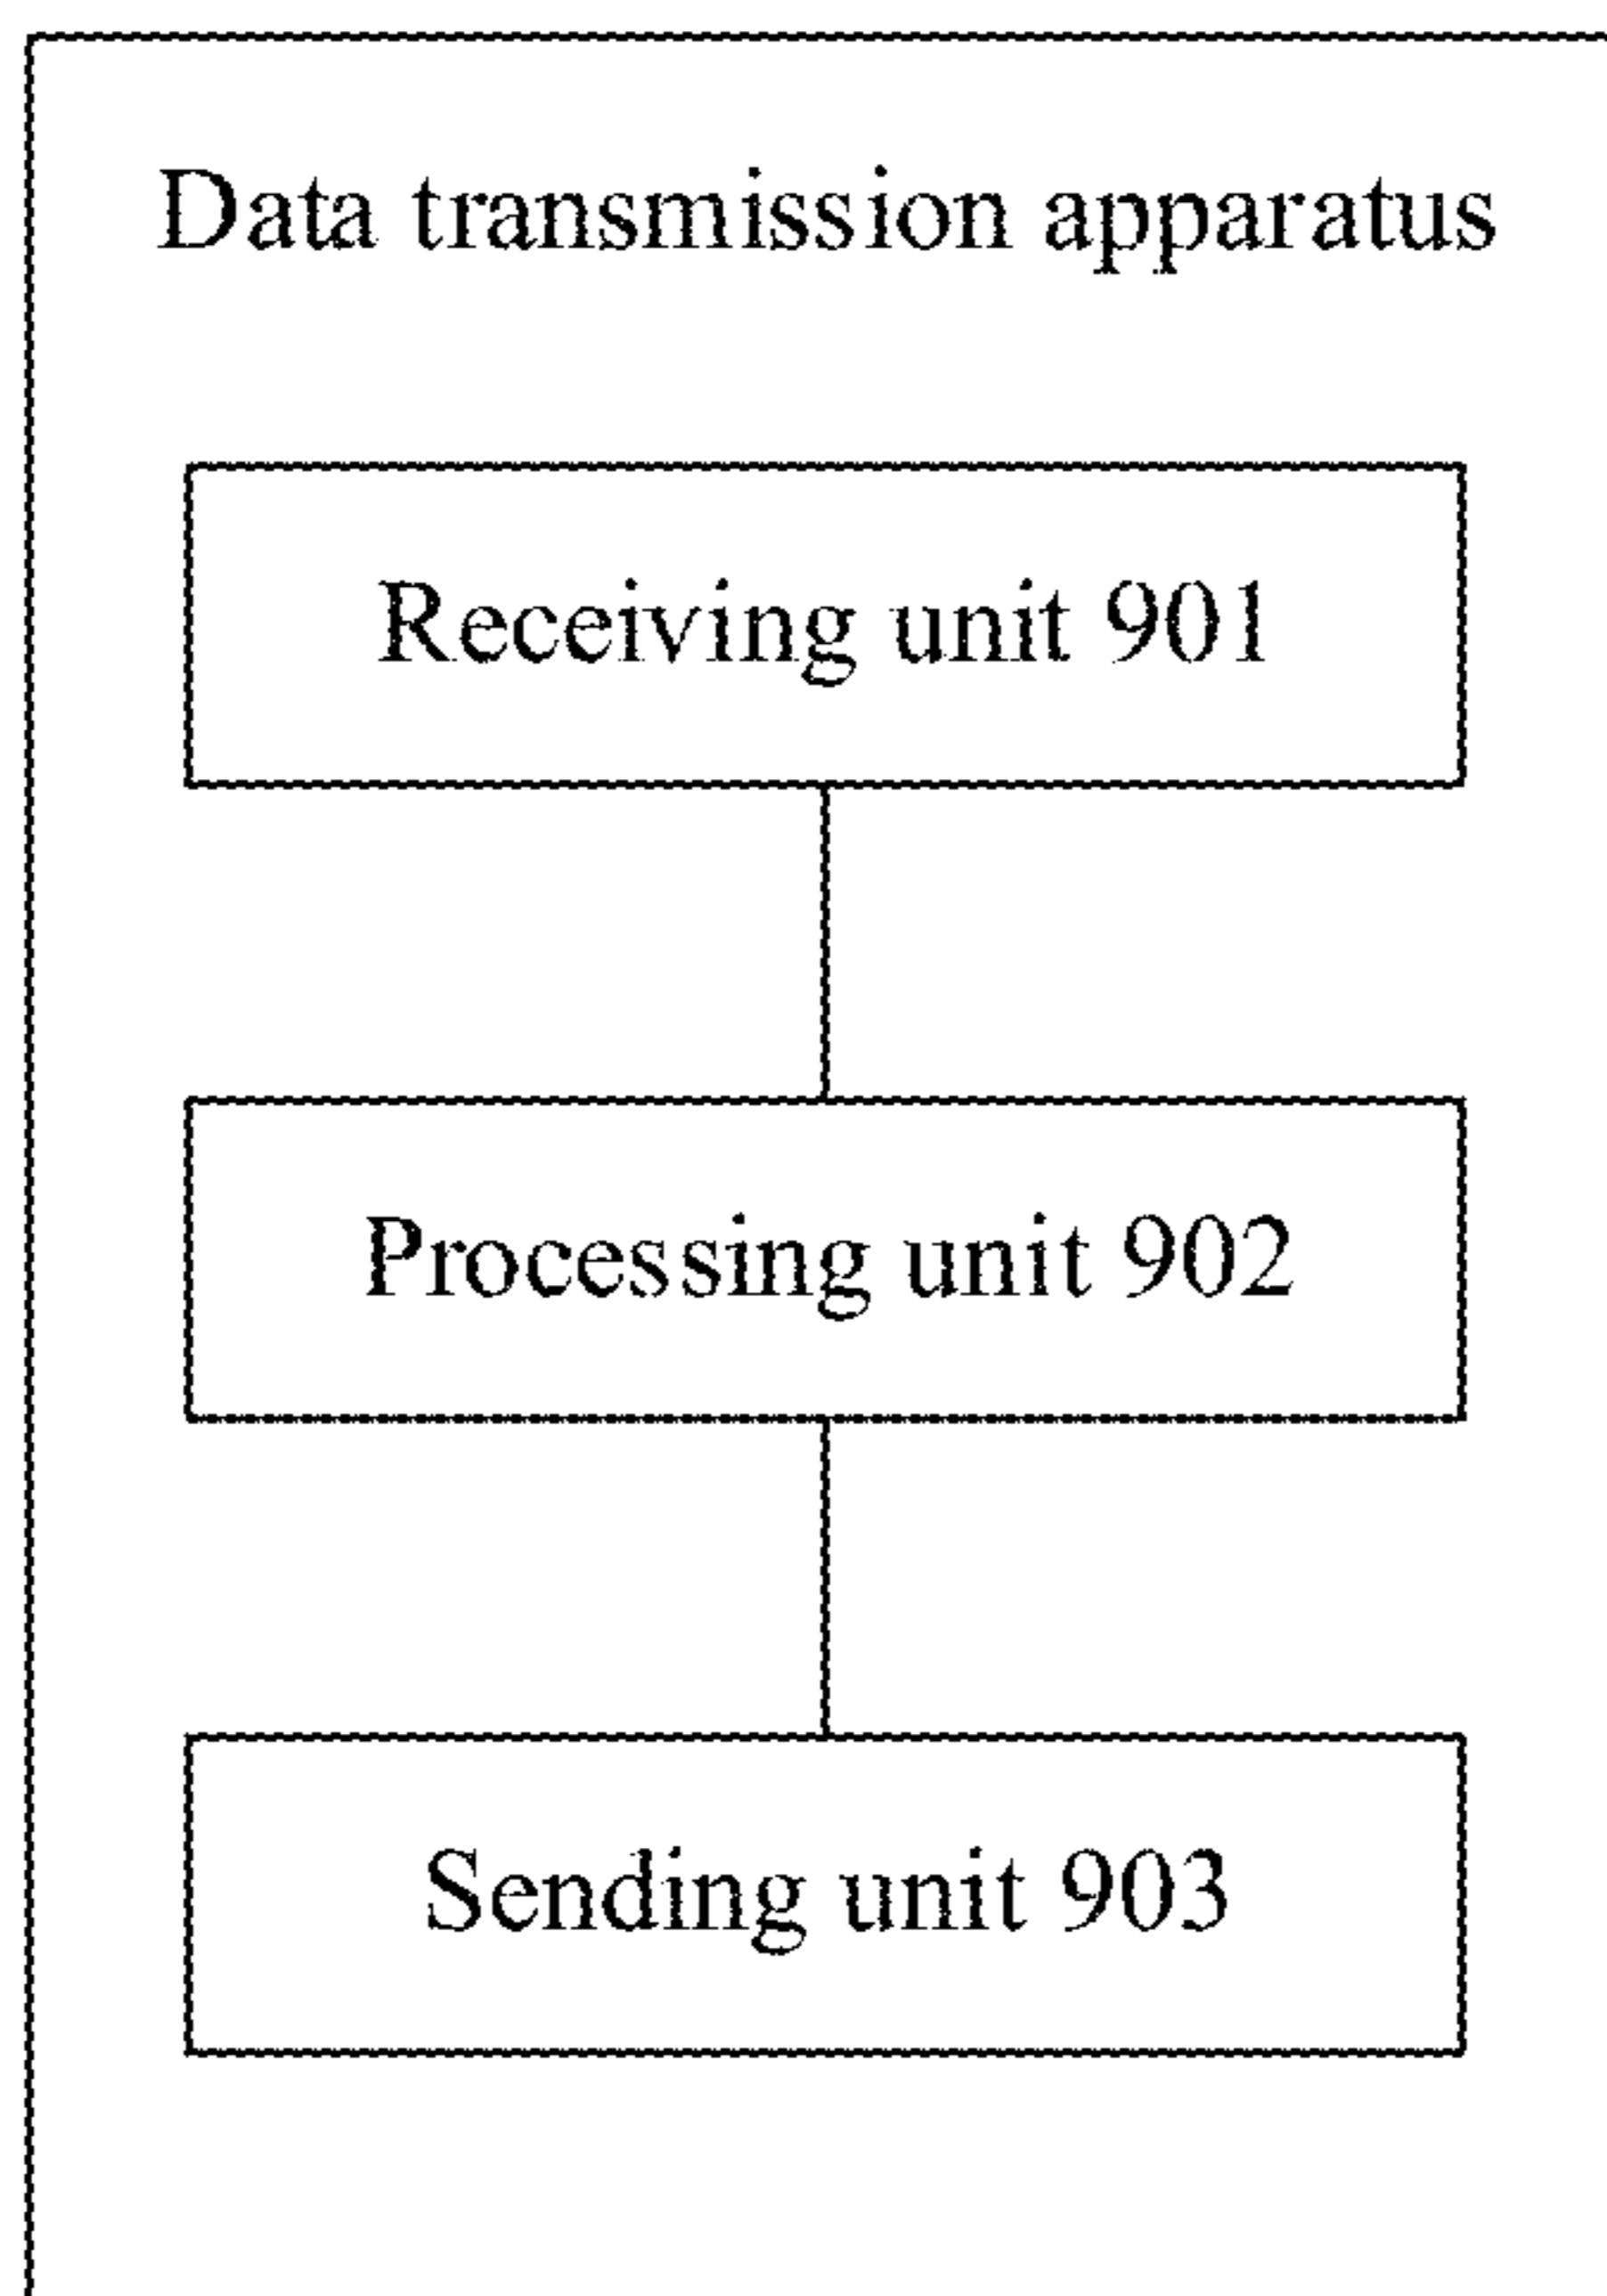 Data transmission apparatus
Receiving unit 901
Processing unit 902
Sending unit 903